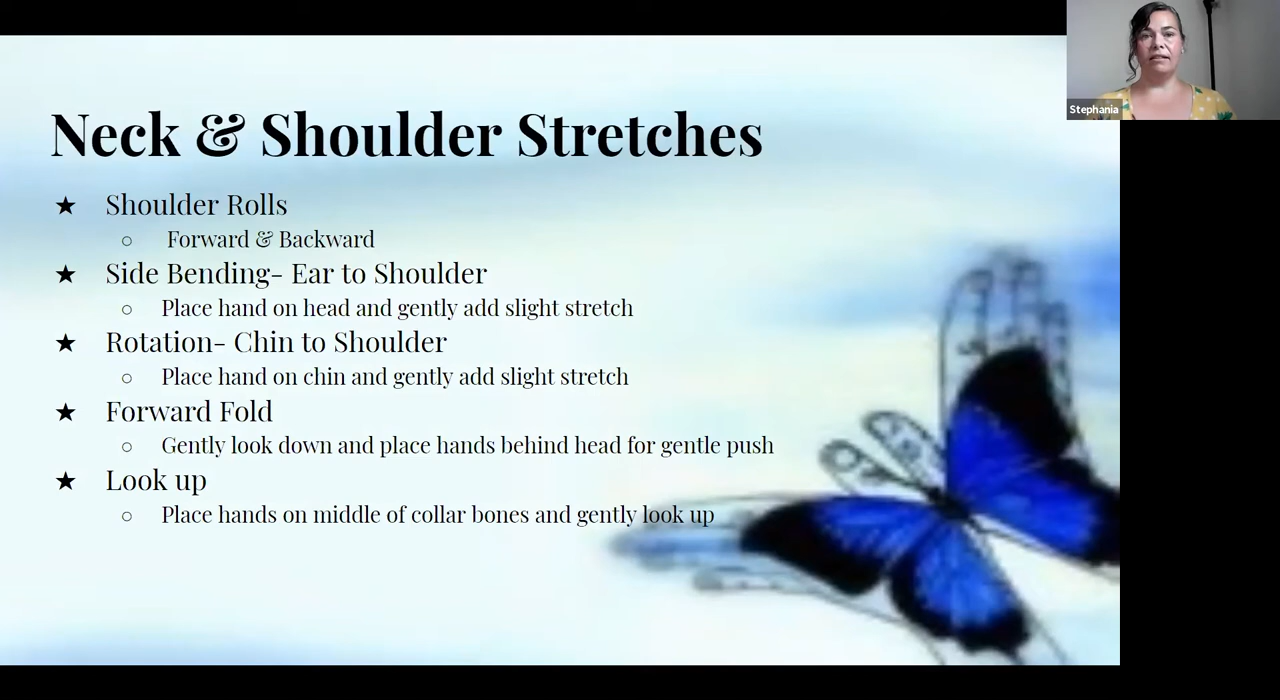 Stephania
Neck & Shoulder Stretches
★ Shoulder Rolls
○ Forward & Backward
★ Side Bending- Ear to Shoulder
○ Place hand on head and gently add slight stretch
★ Rotation- Chin to Shoulder
○ Place hand on chin and gently add slight stretch
★ Forward Fold
○ Gently look down and place hands behind head for gentle push
★ Look up
○ Place hands on middle of collar bones and gently look up